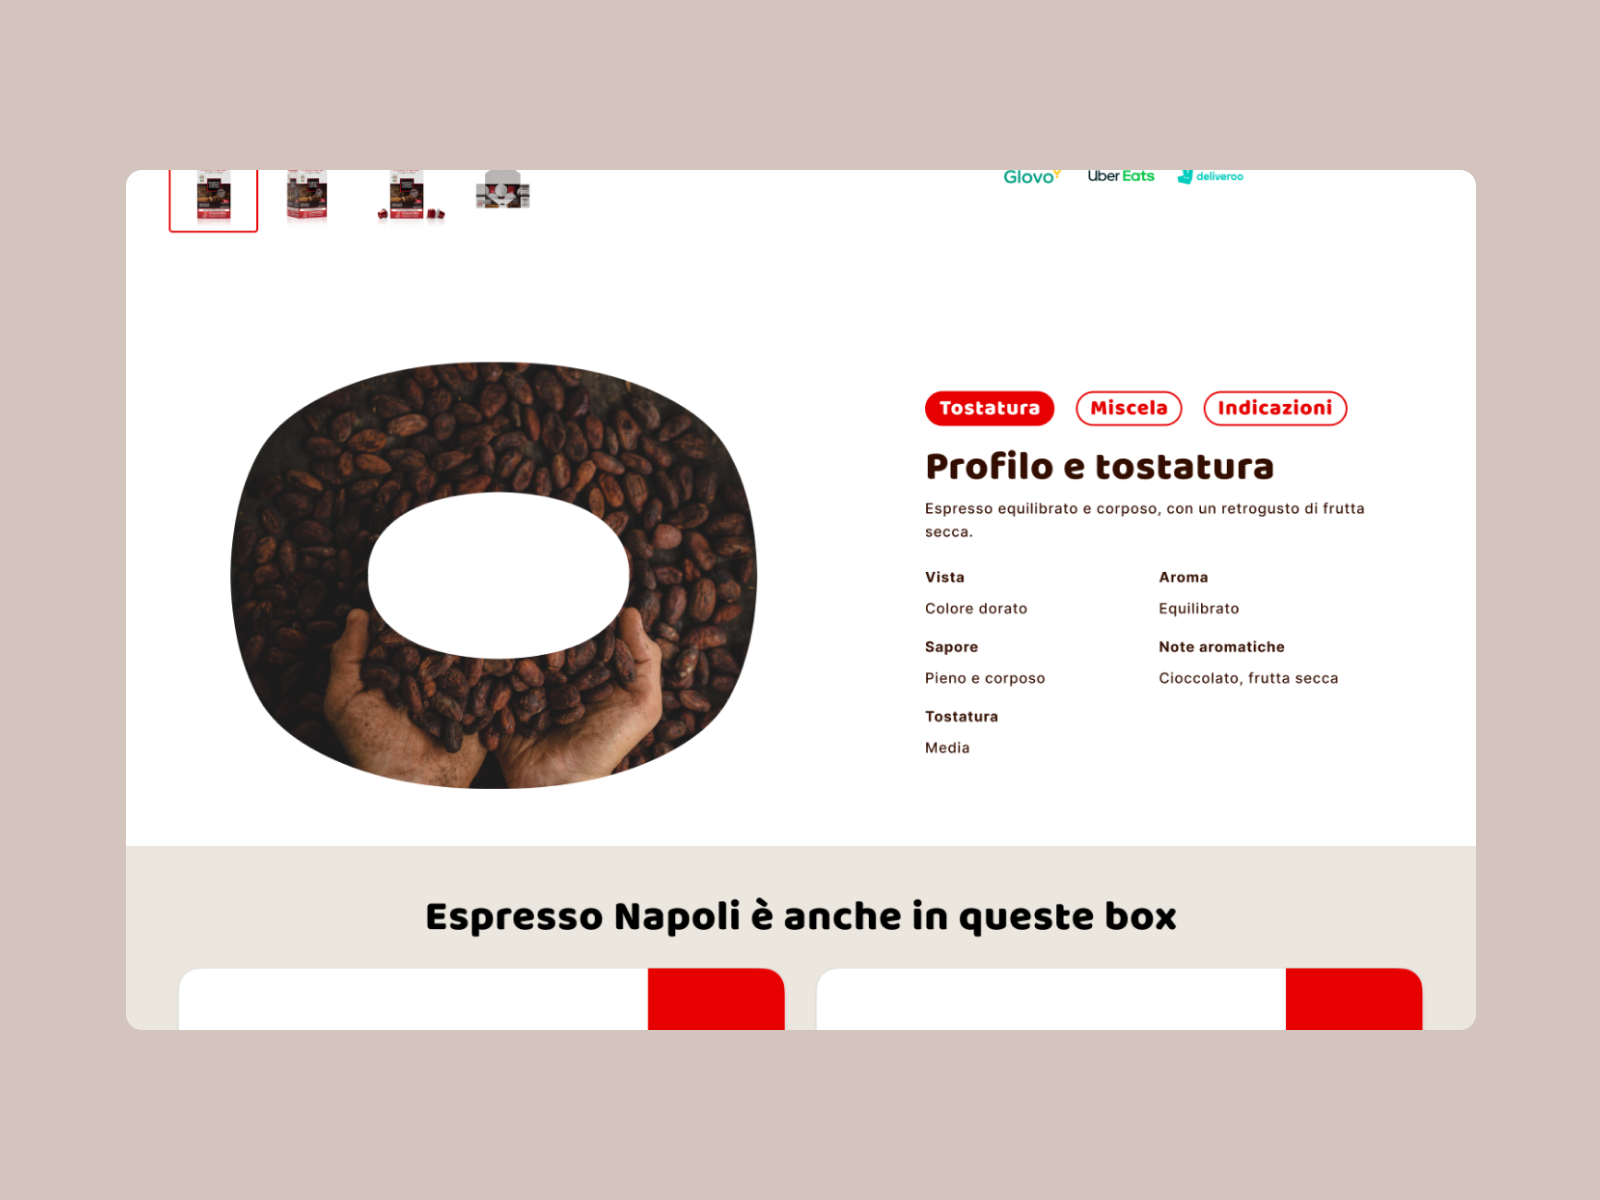 Glovo
Uber Eats
deliveroo
Tostatura
Miscela
Indicazioni
Profilo e tostatura
Espresso equilibrato e corposo, con un retrogusto di frutta
secca.
Vista
Aroma
Colore dorato
Equilibrato
Sapore
Note aromatiche
Pieno e corposo
Cioccolato, frutta secca
Tostatura
Media
Espresso Napoli è anche in queste box